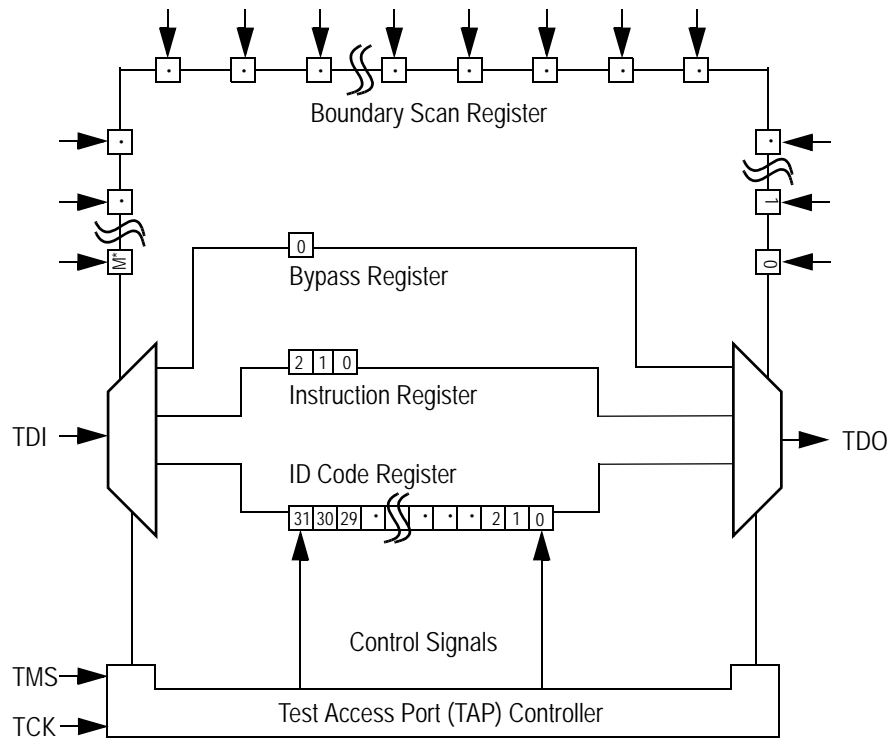 Boundary Scan Register
1
M*
0
0
Bypass Register
2 1 0
Instruction Register
TDI
TDO
ID Code Register
31 30 29 · · · · 2 1 0
Control Signals
TMS
Test Access Port (TAP) Controller
TCK